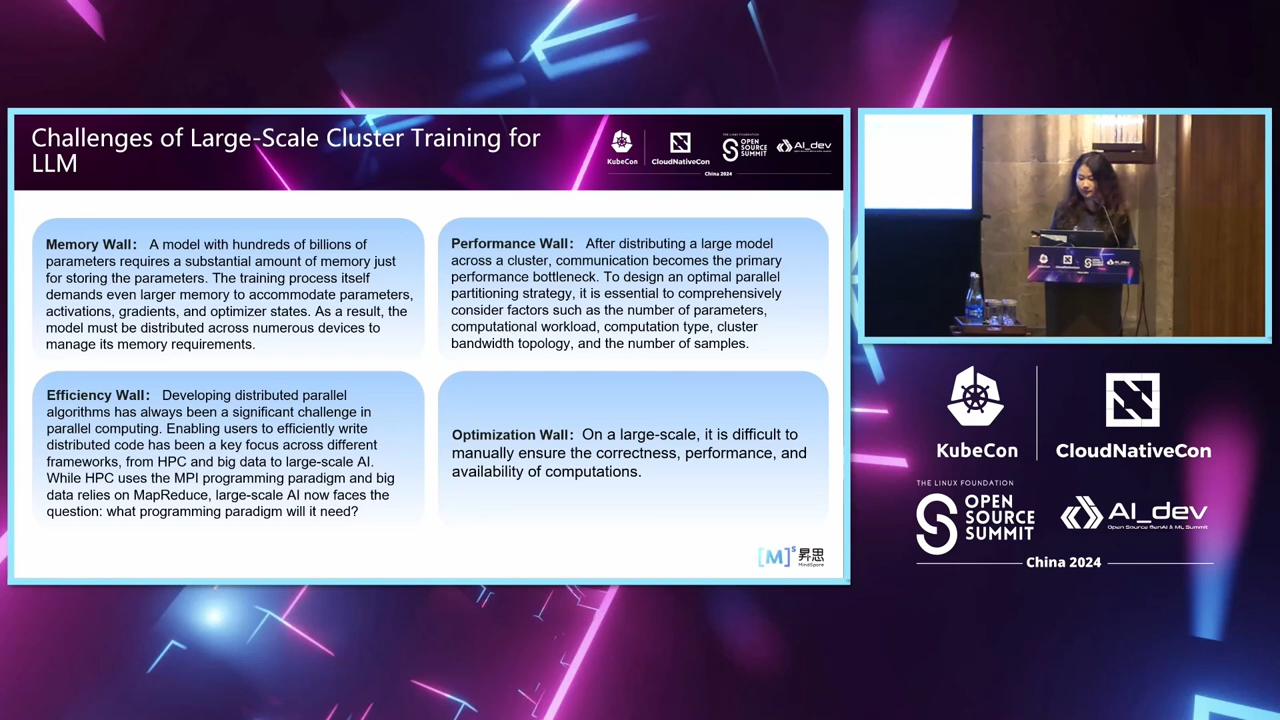 Challenges of Large-Scale Cluster Training for
LLM
KubeCon
CloudNativeCon
THE LINUX FOUNDATION
OPEN
SOURCE
SUMMIT
AI_dev
China 2024
Memory Wall: A model with hundreds of billions of
parameters requires a substantial amount of memory just
for storing the parameters. The training process itself
demands even larger memory to accommodate parameters,
activations, gradients, and optimizer states. As a result, the
model must be distributed across numerous devices to
manage its memory requirements.
Performance Wall: After distributing a large model
across a cluster, communication becomes the primary
performance bottleneck. To design an optimal parallel
partitioning strategy, it is essential to comprehensively
consider factors such as the number of parameters,
computational workload, computation type, cluster
bandwidth topology, and the number of samples.
Efficiency Wall: Developing distributed parallel
algorithms has always been a significant challenge in
parallel computing. Enabling users to efficiently write
distributed code has been a key focus across different
frameworks, from HPC and big data to large-scale AI.
While HPC uses the MPI programming paradigm and big
data relies on MapReduce, large-scale AI now faces the
question: what programming paradigm will it need?
Optimization Wall: On a large-scale, it is difficult to
manually ensure the correctness, performance, and
availability of computations.
[M]s 昇思
MindSpore
KubeCon
CloudNativeCon
THE LINUX FOUNDATION
OPEN
SOURCE
SUMMIT
AI_dev
Open Source GenAI & ML Summit
China 2024